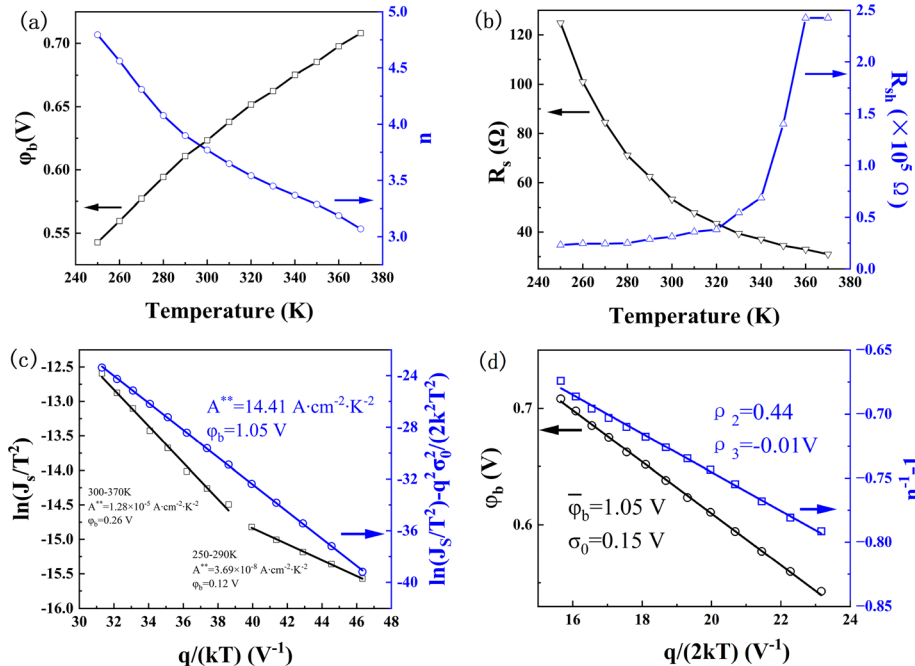 (a)
0.70
0.65
0.60
0.55
φb(V)
5.0
4.5
4.0
3.5
3.0
n
240 260 280 300 320 340 360 380
Temperature (K)
(b)
120
100
80
60
40
Rs (Ω)
2.5
2.0
1.5
1.0
0.5
0.0
Rsh (×10⁵ Ω)
240 260 280 300 320 340 360 380
Temperature (K)
(c)
-12.5
-13.0
-13.5
-14.0
-14.5
-15.0
-15.5
-16.0
ln(Js/T²)
A**=14.41 A·cm⁻²·K⁻²
φb=1.05 V
300-370K
A**=1.28×10⁻⁵ A·cm⁻²·K⁻²
φb=0.26 V
250-290K
A**=3.69×10⁻⁸ A·cm⁻²·K⁻²
φb=0.12 V
-24
-27
-30
-33
-36
-40
ln(JS/T²)-q²σ₀²/(2k²T²)
30 32 34 36 38 40 42 44 46 48
q/(kT) (V⁻¹)
(d)
0.7
0.6
φb (V)
ρ2=0.44
ρ3=-0.01V
φ̅b=1.05 V
σ0=0.15 V
−0.65
−0.70
−0.75
−0.80
−0.85
n⁻¹-1
16 18 20 22 24
q/(2kT) (V⁻¹)